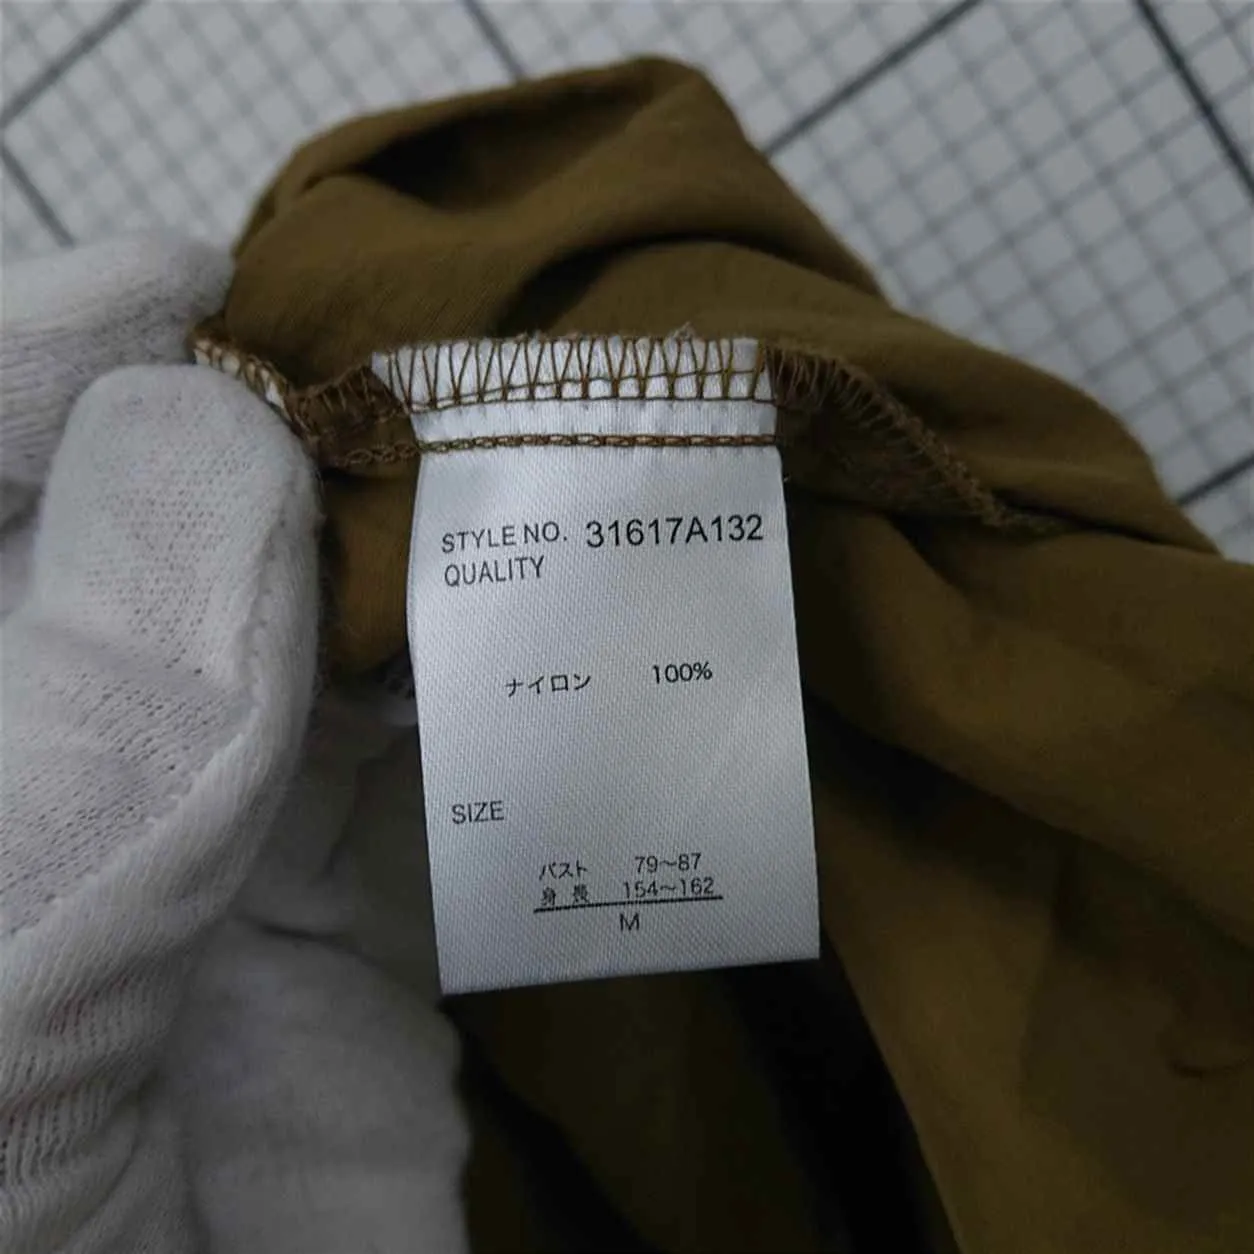 STYLE NO. 31617A132
QUALITY
ナイロン 100%
SIZE
バスト 79~87
身長 154~162
M